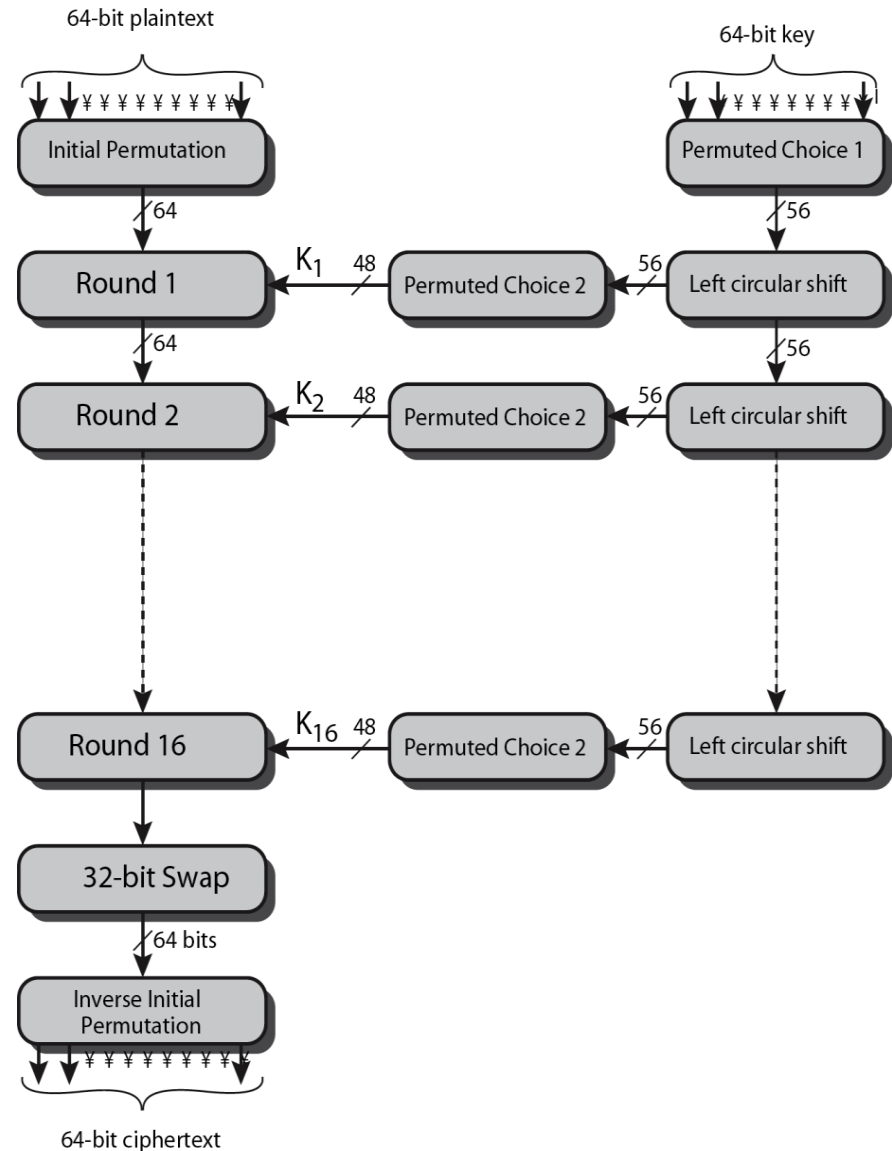 64-bit plaintext
64-bit key
¥ ¥ ¥ ¥ ¥ ¥ ¥ ¥ ¥
¥ ¥ ¥ ¥ ¥ ¥ ¥ ¥ ¥
Initial Permutation
Permuted Choice 1
64
56
Round 1
K1
48
Permuted Choice 2
56
Left circular shift
64
56
Round 2
K2
48
Permuted Choice 2
56
Left circular shift
Round 16
K16
48
Permuted Choice 2
56
Left circular shift
32-bit Swap
64 bits
Inverse Initial
Permutation
¥ ¥ ¥ ¥ ¥ ¥ ¥ ¥ ¥
64-bit ciphertext